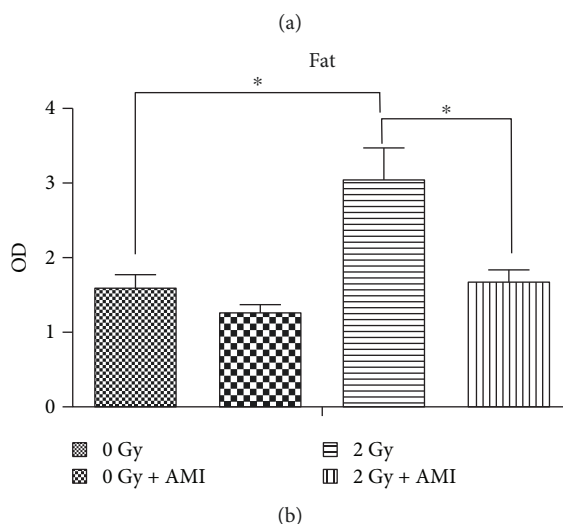 (a)
Fat
*
*
4
3
2
1
0
OD
0 Gy
2 Gy
0 Gy + AMI
2 Gy + AMI
(b)